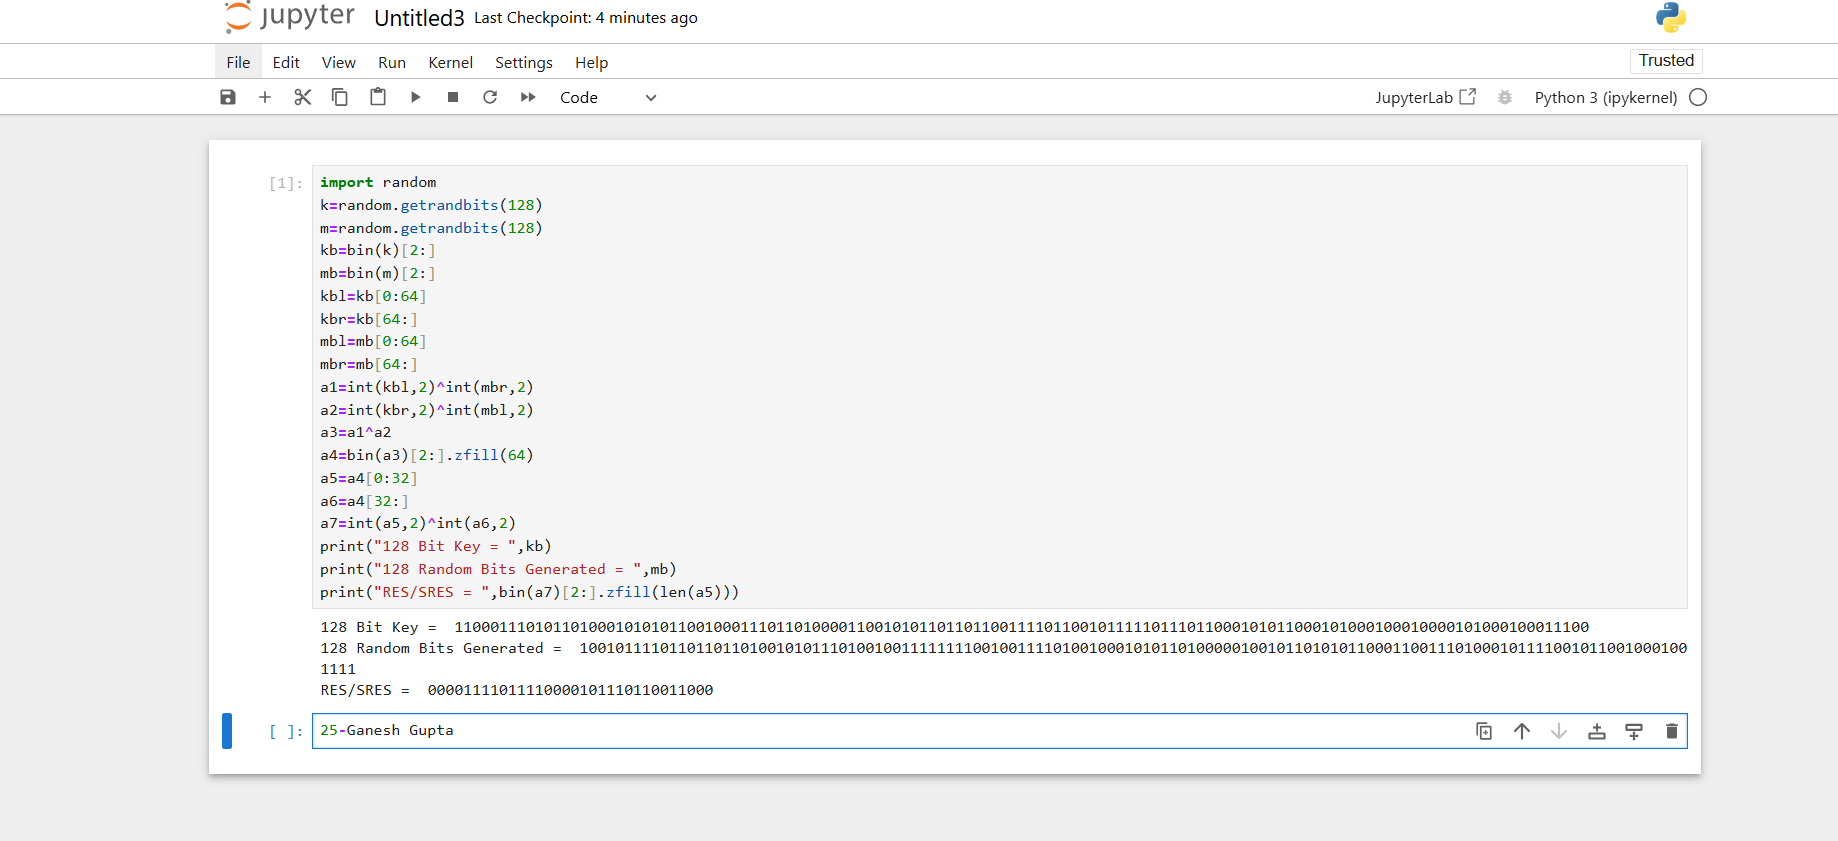 jupyter Untitled3 Last Checkpoint: 4 minutes ago
File Edit View Run Kernel Settings Help Trusted
Code JupyterLab Python 3 (ipykernel)
[1]: import random
k=random.getrandbits(128)
m=random.getrandbits(128)
kb=bin(k)[2:]
mb=bin(m)[2:]
kbl=kb[0:64]
kbr=kb[64:]
mbl=mb[0:64]
mbr=mb[64:]
a1=int(kbl,2)^int(mbr,2)
a2=int(kbr,2)^int(mbl,2)
a3=a1^a2
a4=bin(a3)[2:].zfill(64)
a5=a4[0:32]
a6=a4[32:]
a7=int(a5,2)^int(a6,2)
print("128 Bit Key = ",kb)
print("128 Random Bits Generated = ",mb)
print("RES/SRES = ",bin(a7)[2:].zfill(len(a5)))
128 Bit Key =
128 Random Bits Generated =
1111
RES/SRES = 00001111011110000101110110011000
[ ]: 25-Ganesh Gupta